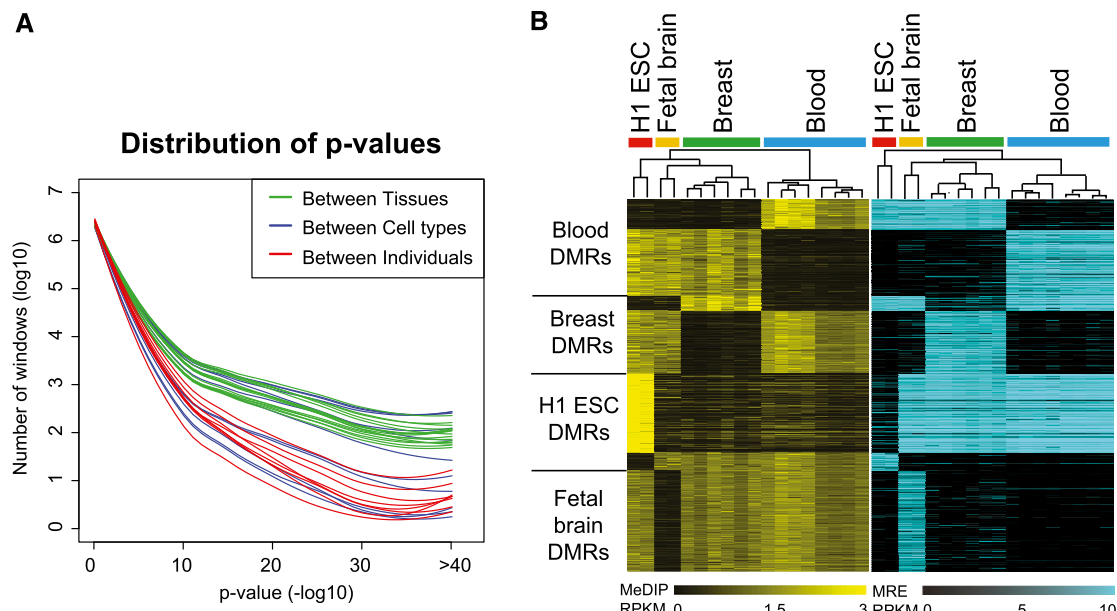 A
Distribution of p-values
Number of windows (log10)
7
6
5
4
3
2
1
0
Between Tissues
Between Cell types
Between Individuals
0
10
20
30
>40
p-value (-log10)
B
H1 ESC
Fetal brain
Breast
Blood
H1 ESC
Fetal brain
Breast
Blood
Blood
DMRs
Breast
DMRs
H1 ESC
DMRs
Fetal
brain
DMRs
MeDIP
RPKM 0 1.5 3
MRE
RPKM 0 5 10